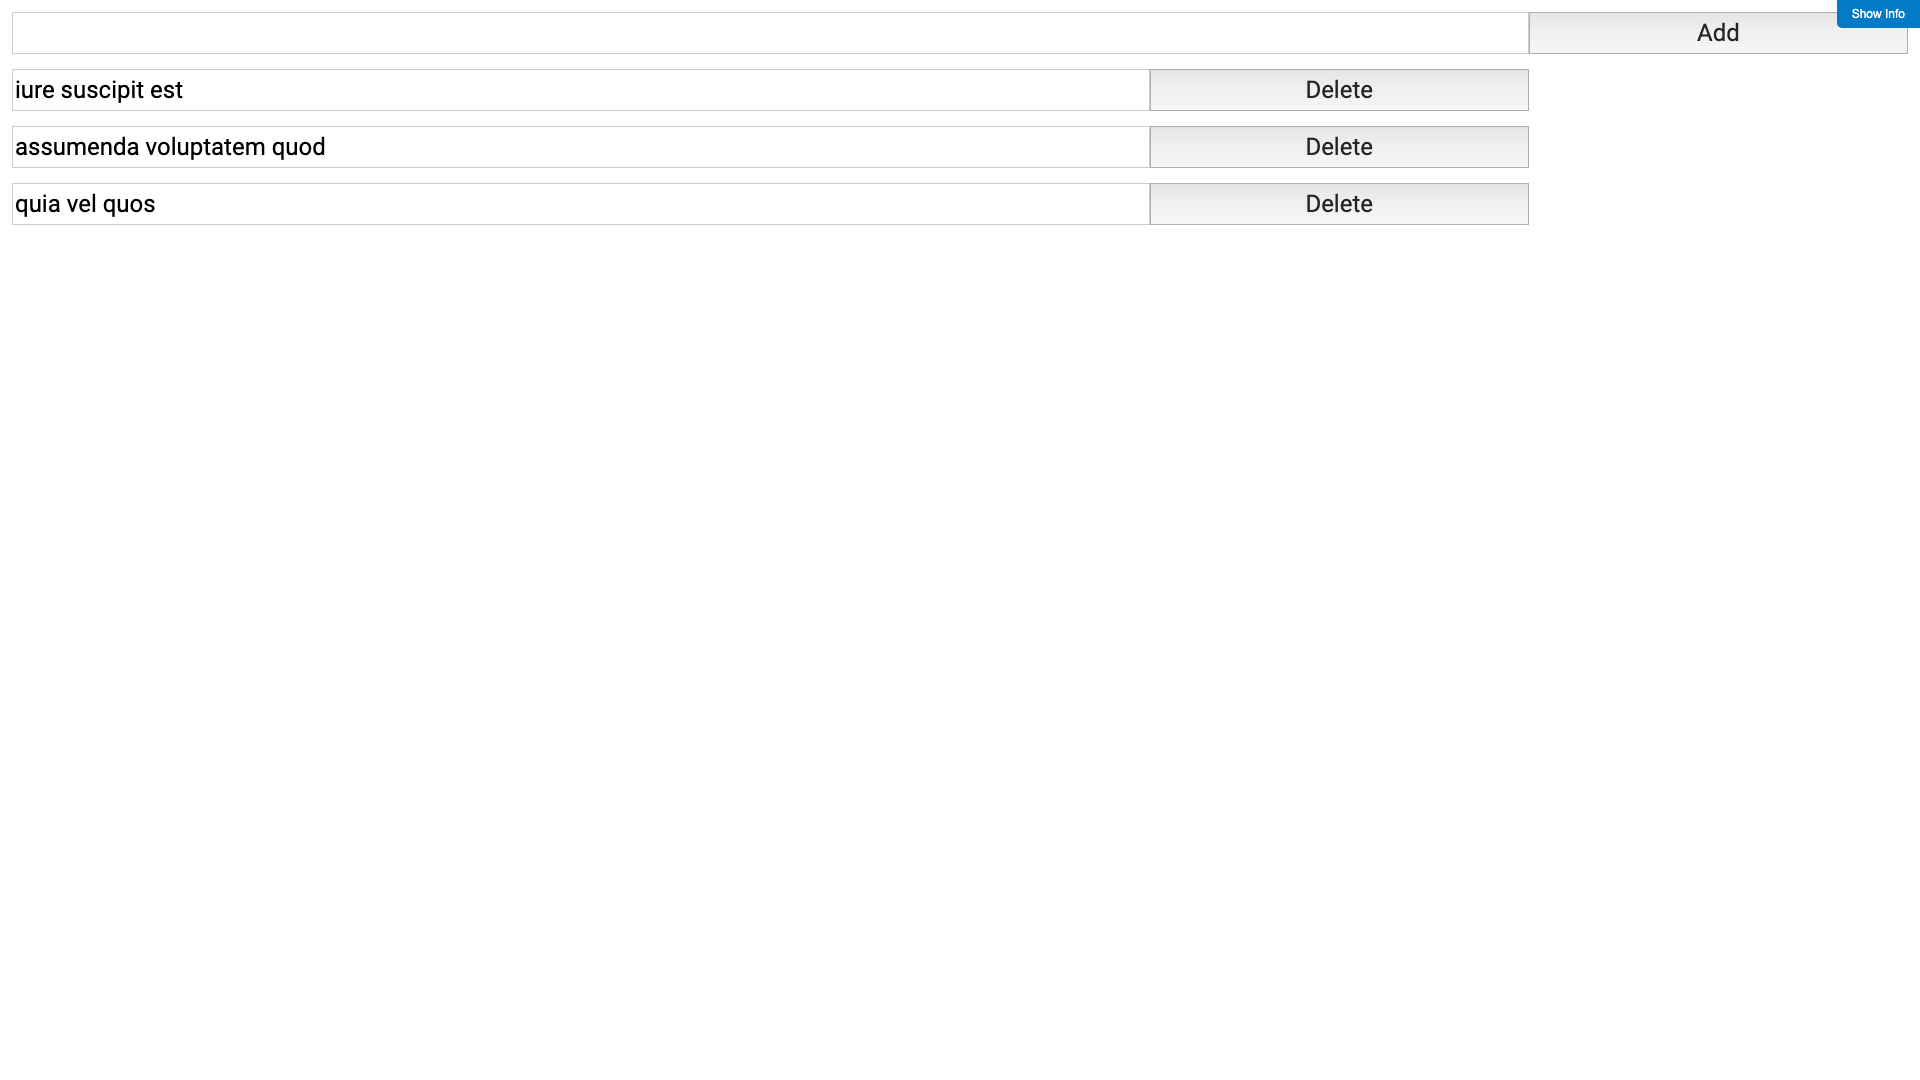 Show Info
Add
iure suscipit est Delete
assumenda voluptatem quod Delete
quia vel quos Delete